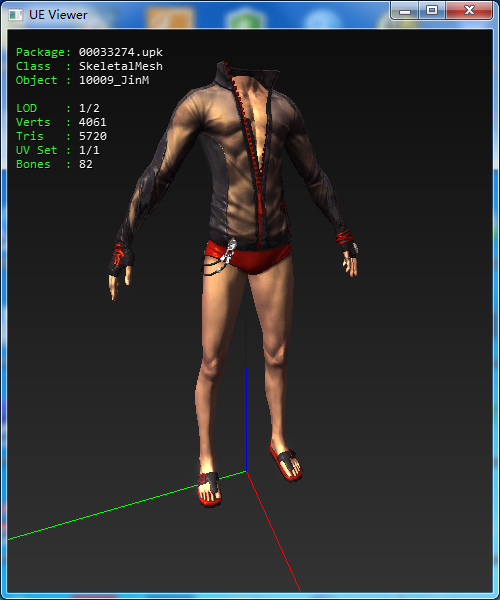 UE Viewer
Package: 00033274.upk
Class : SkeletalMesh
Object : 10009_JinM
LOD : 1/2
Verts : 4061
Tris : 5720
UV Set : 1/1
Bones : 82